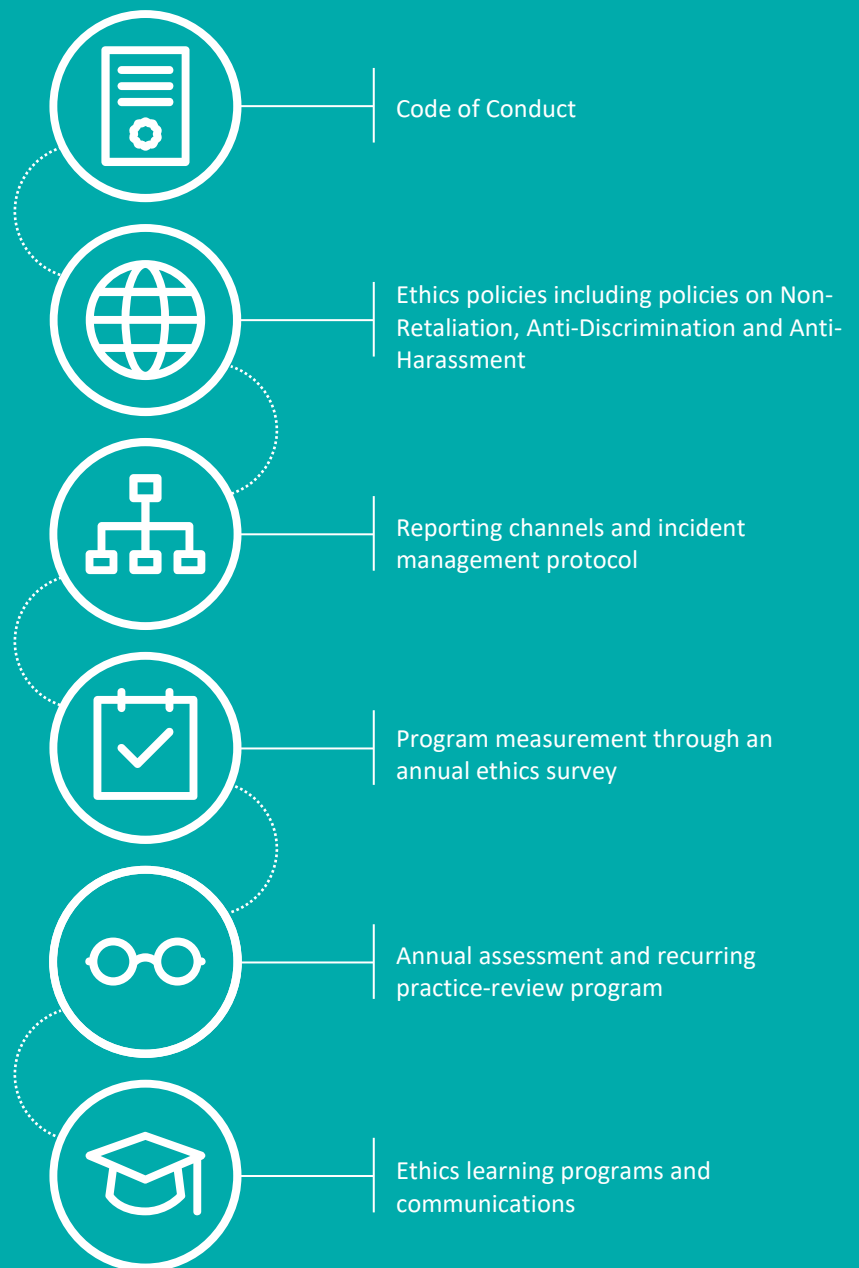 Code of Conduct
Ethics policies including policies on Non-
Retaliation, Anti-Discrimination and Anti-
Harassment
Reporting channels and incident
management protocol
Program measurement through an
annual ethics survey
Annual assessment and recurring
practice-review program
Ethics learning programs and
communications